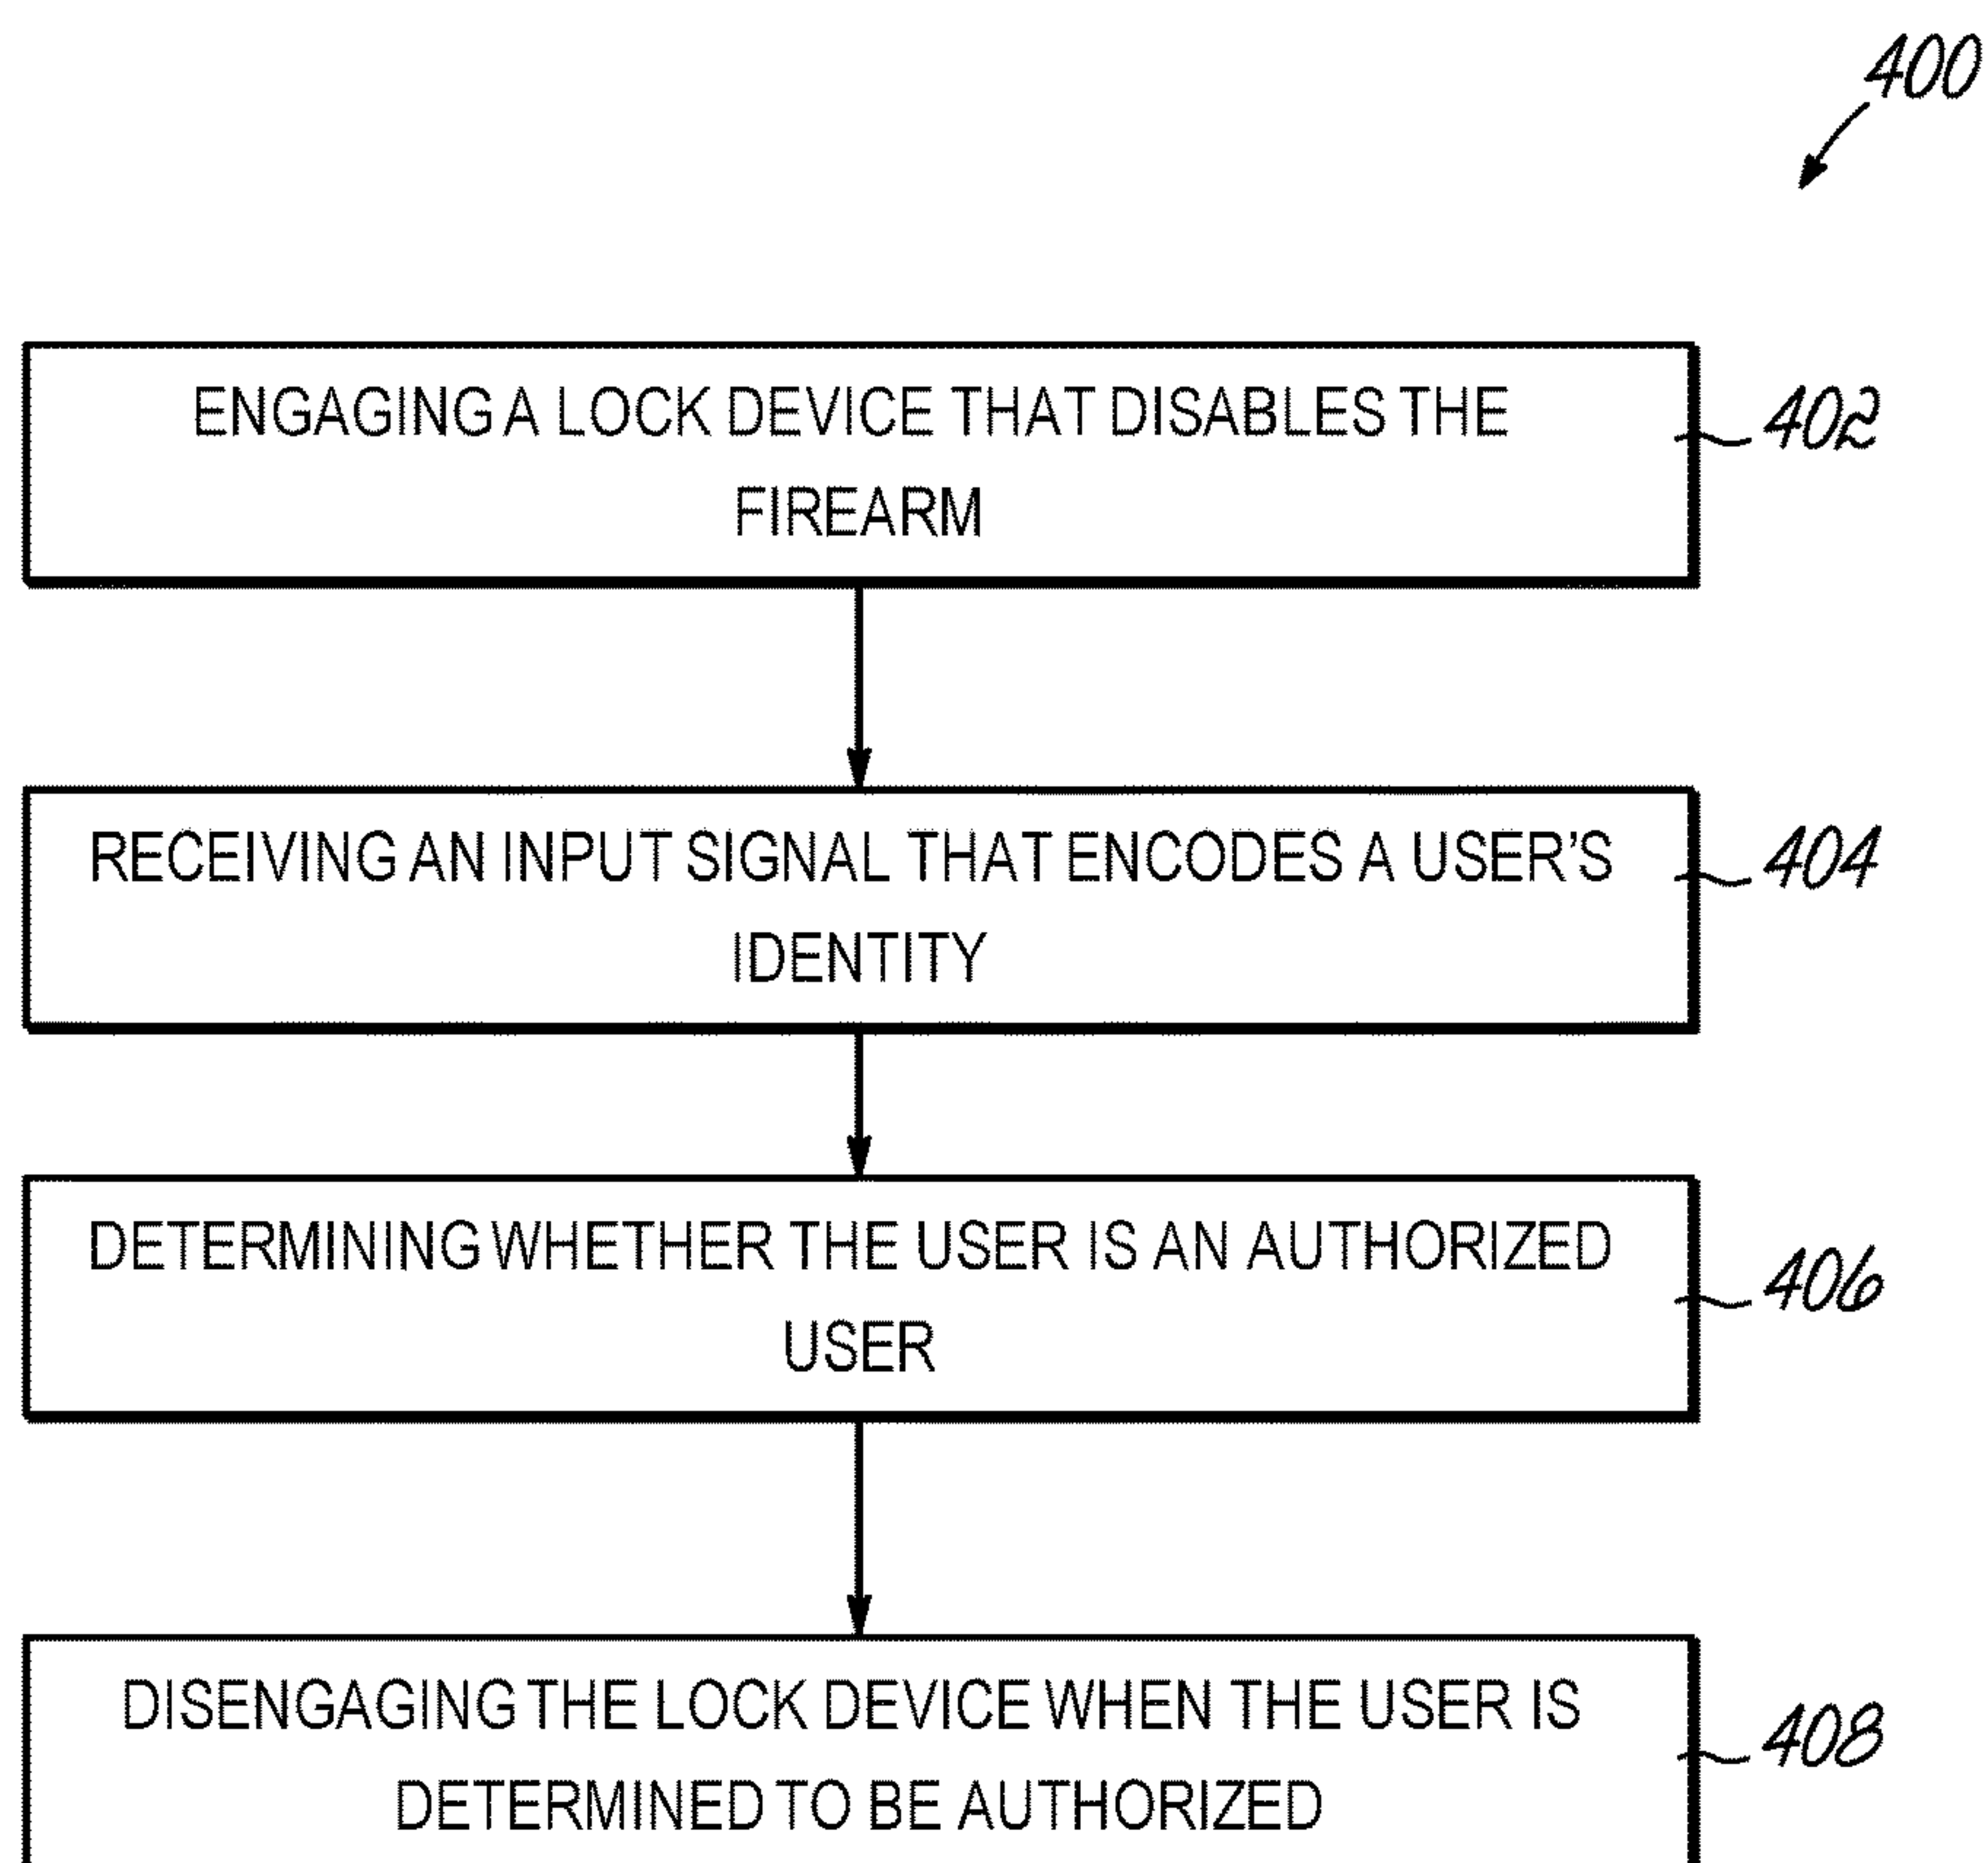 400
ENGAGING A LOCK DEVICE THAT DISABLES THE
FIREARM
402
RECEIVING AN INPUT SIGNAL THAT ENCODES A USER'S
IDENTITY
404
DETERMINING WHETHER THE USER IS AN AUTHORIZED
USER
406
DISENGAGING THE LOCK DEVICE WHEN THE USER IS
DETERMINED TO BE AUTHORIZED
408